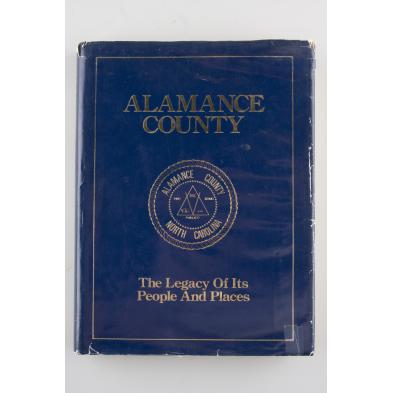 ALAMANCE
COUNTY
ALAMANCE COUNTY
NORTH CAROLINA
The Legacy Of Its
People And Places